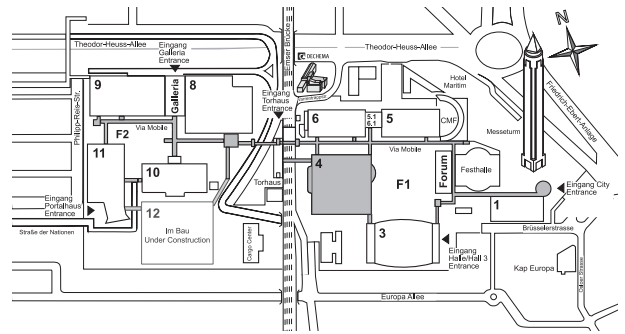 Theodor-Heuss-Allee
Eingang
Galleria
Entrance
Emser Brücke
DECHEMA
Theodor-Heuss-Allee
N
Philipp-Reis-Str.
9
Galleria
8
Eingang
Torhaus
Entrance
Hotel
Maritim
Friedrich-Ebert-Anlage
F2
Via Mobile
6
5.1
6.1
5
CMF
Messeturm
11
10
4
Via Mobile
F1
Forum
Festhalle
Torhaus
Eingang
Portalhaus
Entrance
12
Im Bau
Under Construction
Cargo Center
3
1
Eingang City
Entrance
Straße der Nationen
Brüsselerstrasse
Eingang
Halle/Hall 3
Entrance
Kap Europa
Europa Allee